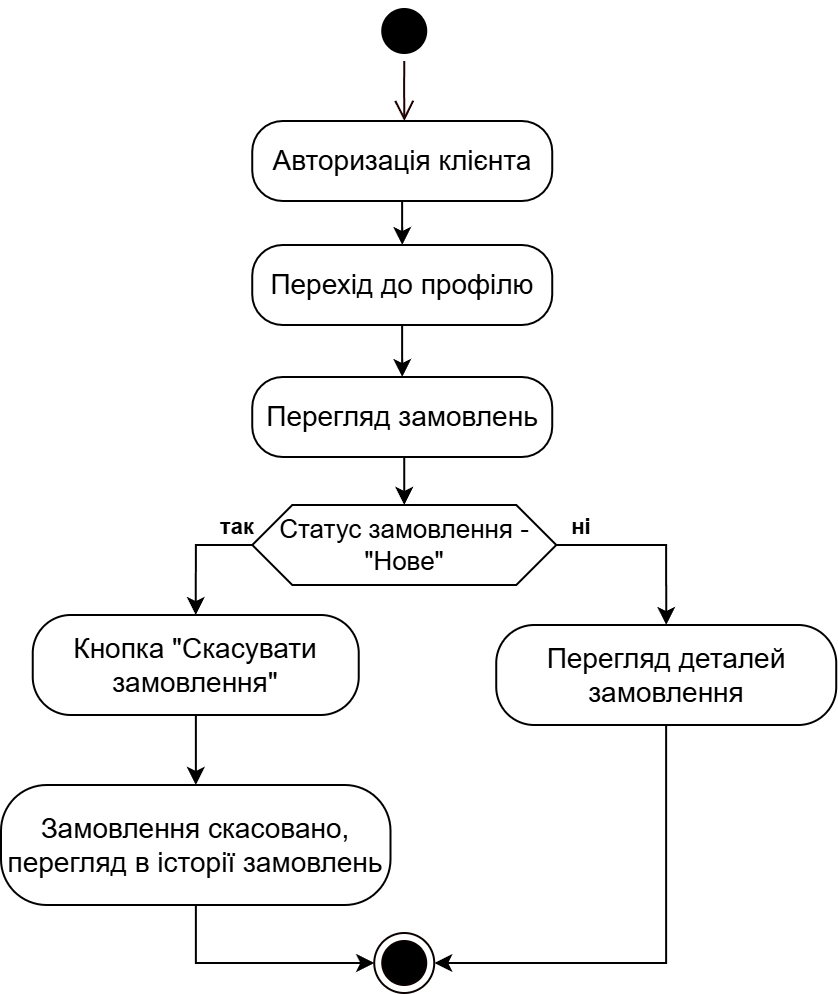 Авторизація клієнта
Перехід до профілю
Перегляд замовлень
так
Статус замовлення -
"Нове"
ні
Кнопка "Скасувати
замовлення"
Перегляд деталей
замовлення
Замовлення скасовано,
перегляд в історії замовлень